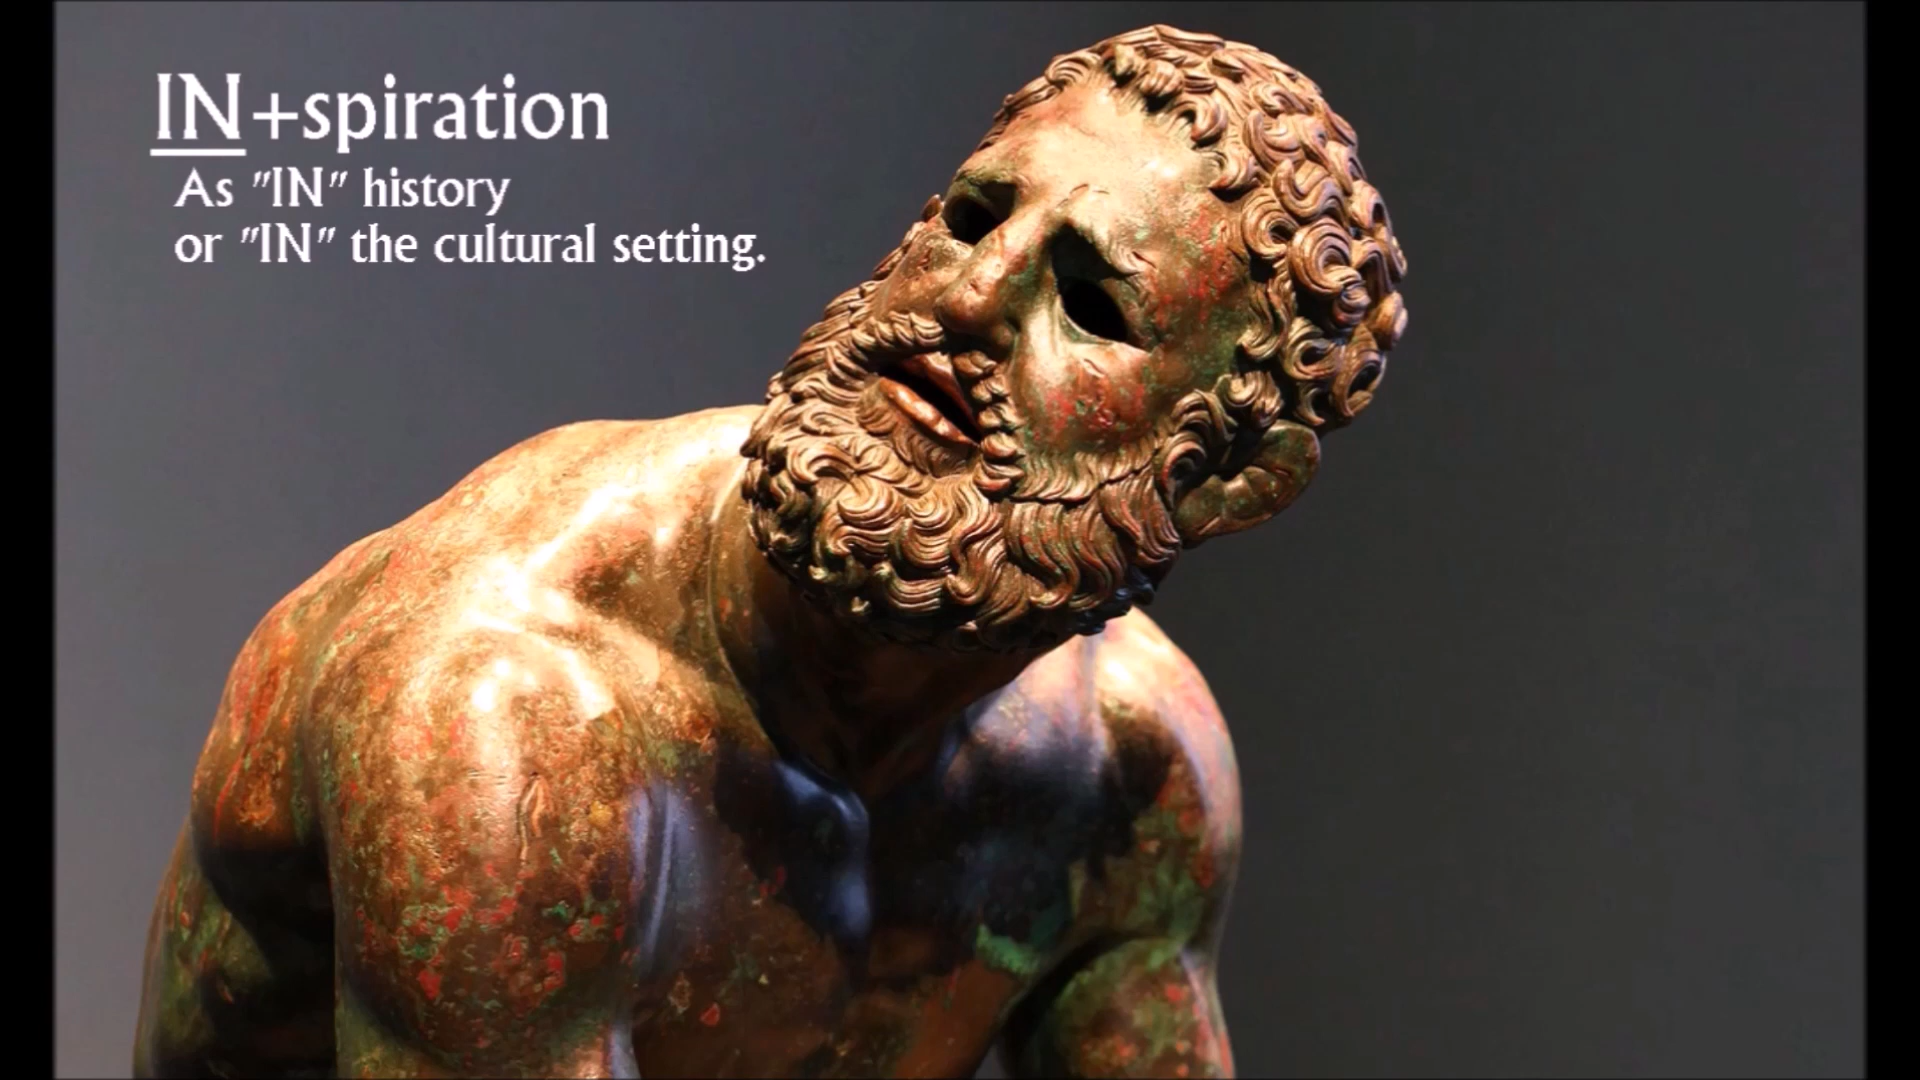 IN+spiration
As "IN" history
or "IN" the cultural setting.